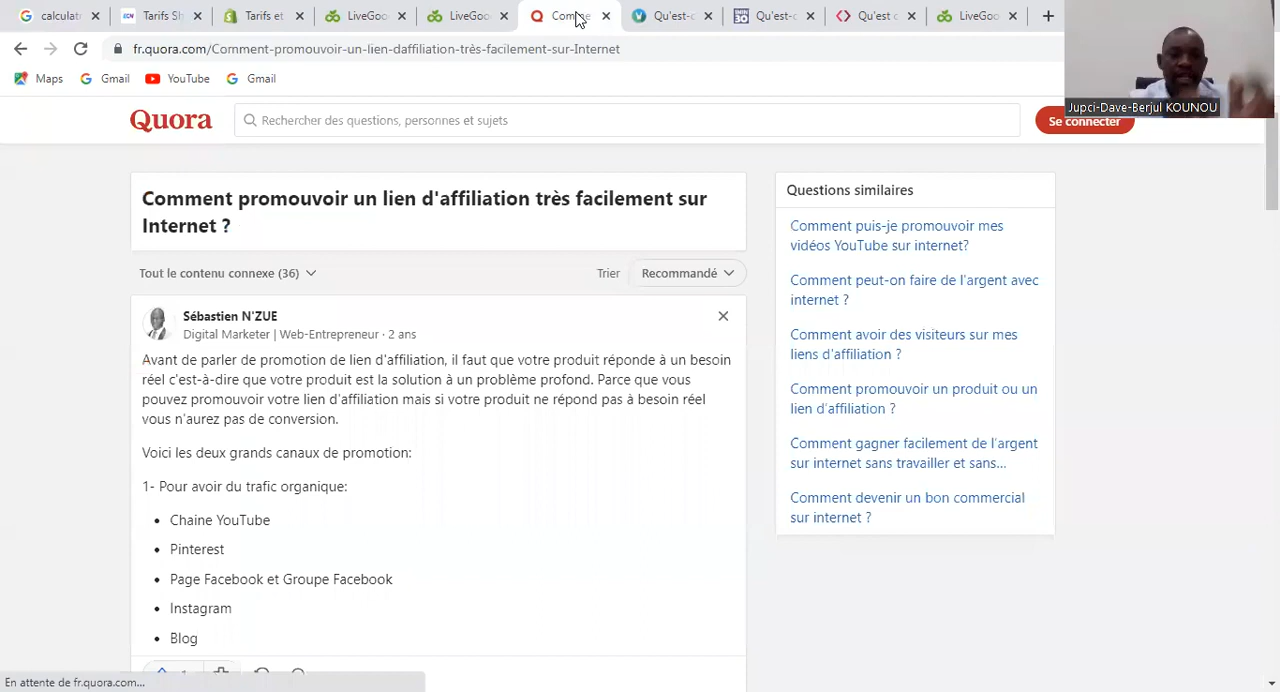 calculat
Tarifs Sh
Tarifs et
LiveGoo
LiveGoo
Comme
Qu'est-c
Qu'est-c
Qu'est c
LiveGoo
fr.quora.com/Comment-promouvoir-un-lien-daffiliation-très-facilement-sur-Internet
Maps
Gmail
YouTube
Gmail
Jupci-Dave-Berjul KOUNOU
Quora
Rechercher des questions, personnes et sujets
Se connecter
Comment promouvoir un lien d'affiliation très facilement sur
Internet ?
Tout le contenu connexe (36)
Trier
Recommandé
Sébastien N'ZUE
Digital Marketer | Web-Entrepreneur · 2 ans
Avant de parler de promotion de lien d'affiliation, il faut que votre produit réponde à un besoin
réel c'est-à-dire que votre produit est la solution à un problème profond. Parce que vous
pouvez promouvoir votre lien d'affiliation mais si votre produit ne répond pas à besoin réel
vous n'aurez pas de conversion.
Voici les deux grands canaux de promotion:
1- Pour avoir du trafic organique:
• Chaine YouTube
• Pinterest
• Page Facebook et Groupe Facebook
• Instagram
• Blog
Questions similaires
Comment puis-je promouvoir mes
vidéos YouTube sur internet?
Comment peut-on faire de l'argent avec
internet ?
Comment avoir des visiteurs sur mes
liens d'affiliation ?
Comment promouvoir un produit ou un
lien d'affiliation ?
Comment gagner facilement de l'argent
sur internet sans travailler et sans...
Comment devenir un bon commercial
sur internet ?
En attente de fr.quora.com...